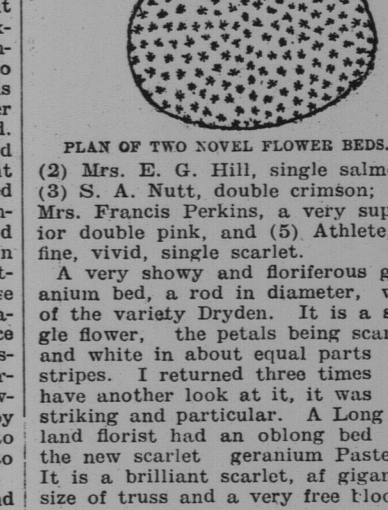 PLAN OF TWO NOVEL FLOWER BEDS.
(2) Mrs. E. G. Hill, single salm
(3) S. A. Nutt, double crimson;
Mrs. Francis Perkins, a very sup
ior double pink, and (5) Athlete
fine, vivid, single scarlet.
A very showy and floriferous g
anium bed, a rod in diameter, w
of the variety Dryden. It is a s
gle flower, the petals being scar
and white in about equal parts
stripes. I returned three times
have another look at it, it was
striking and particular. A Long
land florist had an oblong bed
the new scarlet geranium Paste
It is a brilliant scarlet, af gigan
size of truss and a very free bloo